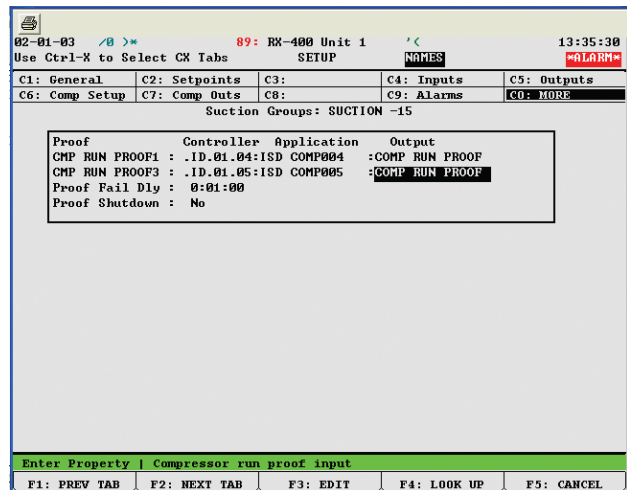 02-01-03 /0 >* 89: RX-400 Unit 1 '< 13:35:30
Use Ctrl-X to Select CX Tabs SETUP NAMES *ALARM*
C1: General C2: Setpoints C3: C4: Inputs C5: Outputs
C6: Comp Setup C7: Comp Outs C8: C9: Alarms C0: MORE
Suction Groups: SUCTION -15
Proof Controller Application Output
CMP RUN PROOF1 : .ID.01.04:ISD COMP004 :COMP RUN PROOF
CMP RUN PROOF3 : .ID.01.05:ISD COMP005 :COMP RUN PROOF
Proof Fail Dly : 0:01:00
Proof Shutdown : No
Enter Property | Compressor run proof input
F1: PREV TAB F2: NEXT TAB F3: EDIT F4: LOOK UP F5: CANCEL